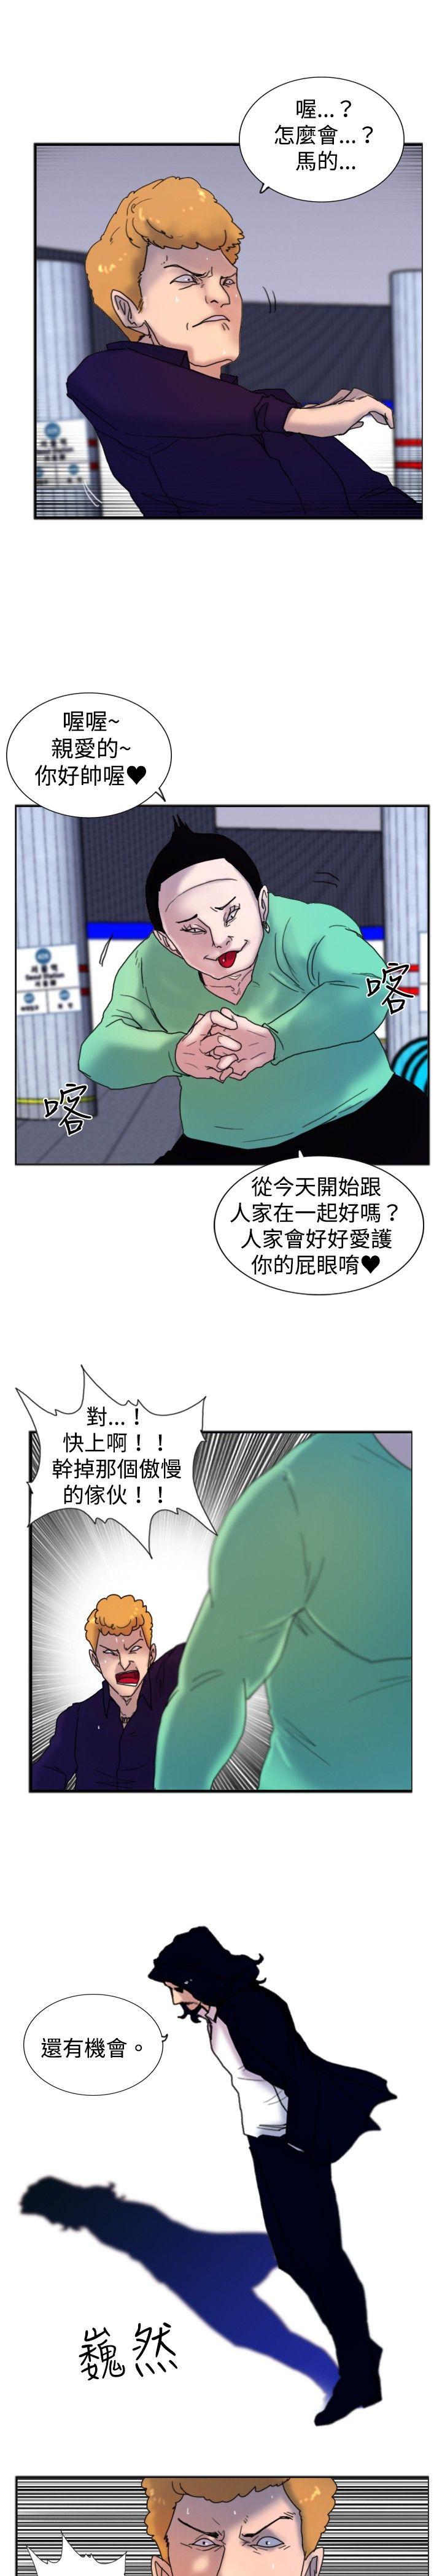 喔...？
怎麼會...？
馬的...
喔喔~
親愛的~
你好帥喔♥
喀
喀
從今天開始跟
人家在一起好嗎？
人家會好好愛護
你的屁眼唷♥
對...！
快上啊！！
幹掉那個傲慢
的傢伙！！
還有機會。
巍然